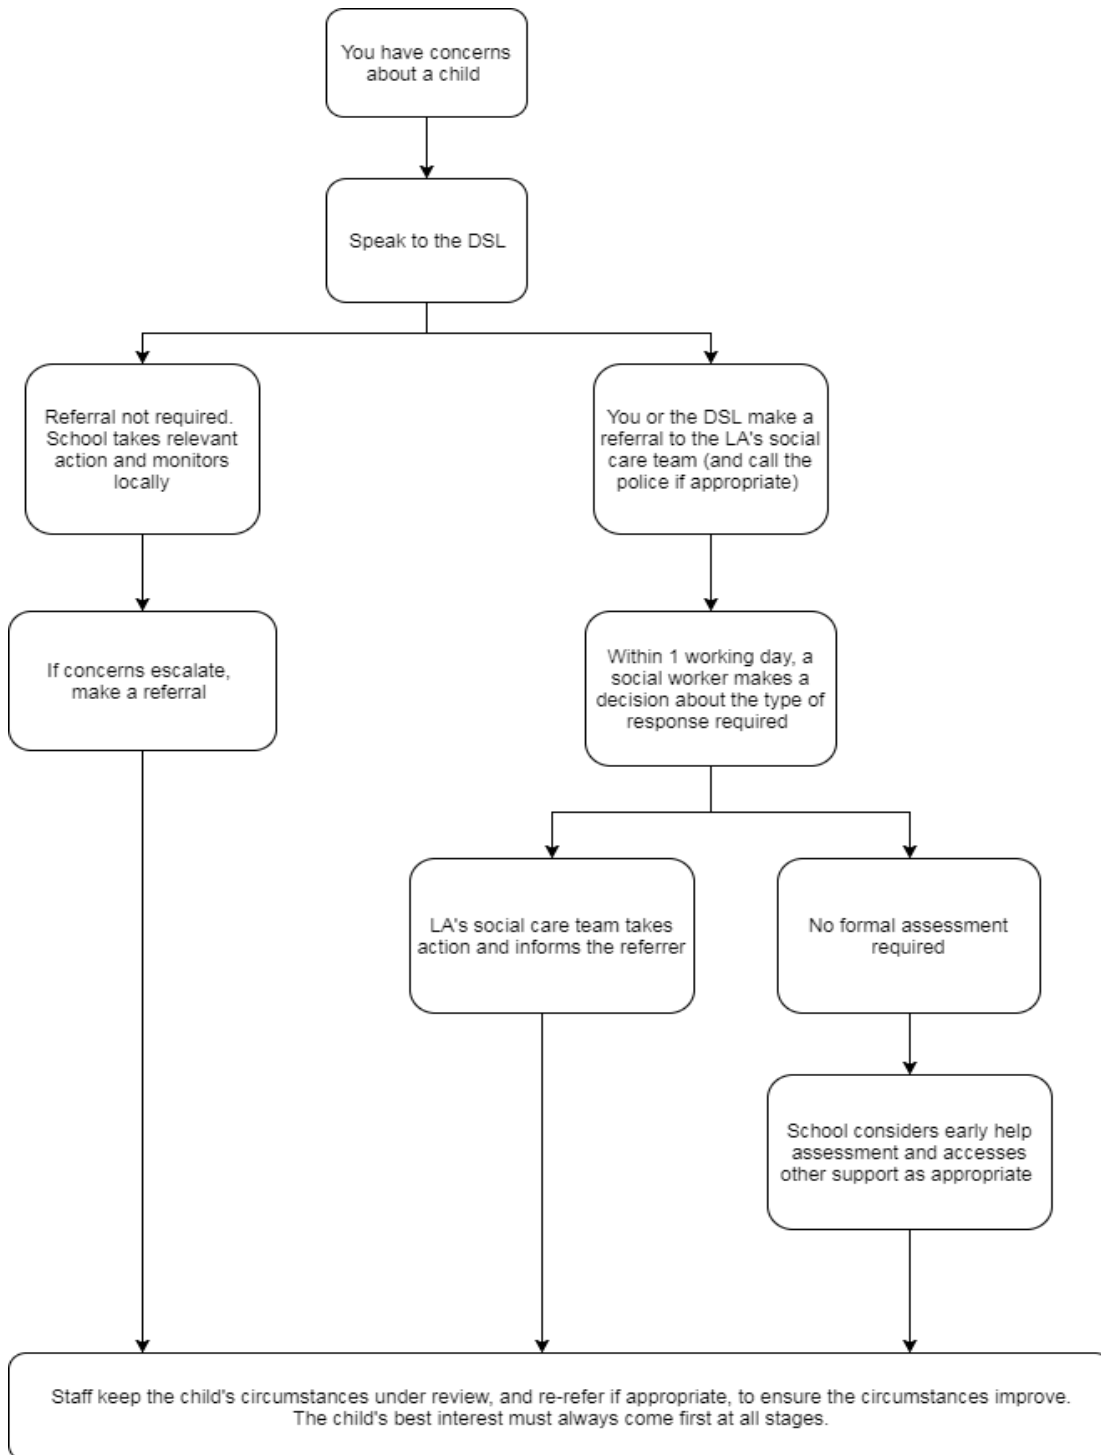 You have concerns
about a child
Speak to the DSL
Referral not required.
School takes relevant
action and monitors
locally
You or the DSL make a
referral to the LA's social
care team (and call the
police if appropriate)
If concerns escalate,
make a referral
Within 1 working day, a
social worker makes a
decision about the type of
response required
LA's social care team takes
action and informs the referrer
No formal assessment
required
School considers early help
assessment and accesses
other support as appropriate
Staff keep the child's circumstances under review, and re-refer if appropriate, to ensure the circumstances improve.
The child's best interest must always come first at all stages.